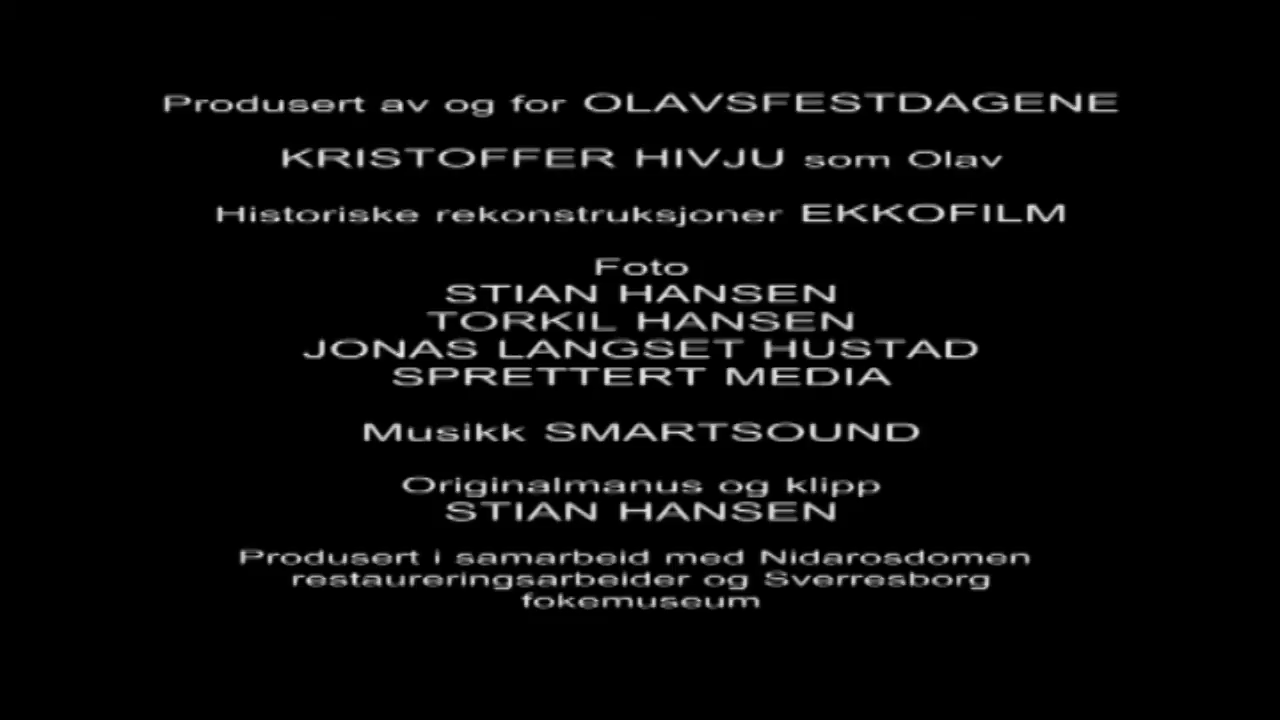 Produsert av og for OLAVSFESTDAGENE
KRISTOFFER HIVJU som Olav
Historiske rekonstruksjoner EKKOFILM
Foto
STIAN HANSEN
TORKIL HANSEN
JONAS LANGSET HUSTAD
SPRETTERT MEDIA
Musikk SMARTSOUND
Originalmanus og klipp
STIAN HANSEN
Produsert i samarbeid med Nidarosdomen
restaureringsarbeider og Sverresborg
fokemuseum